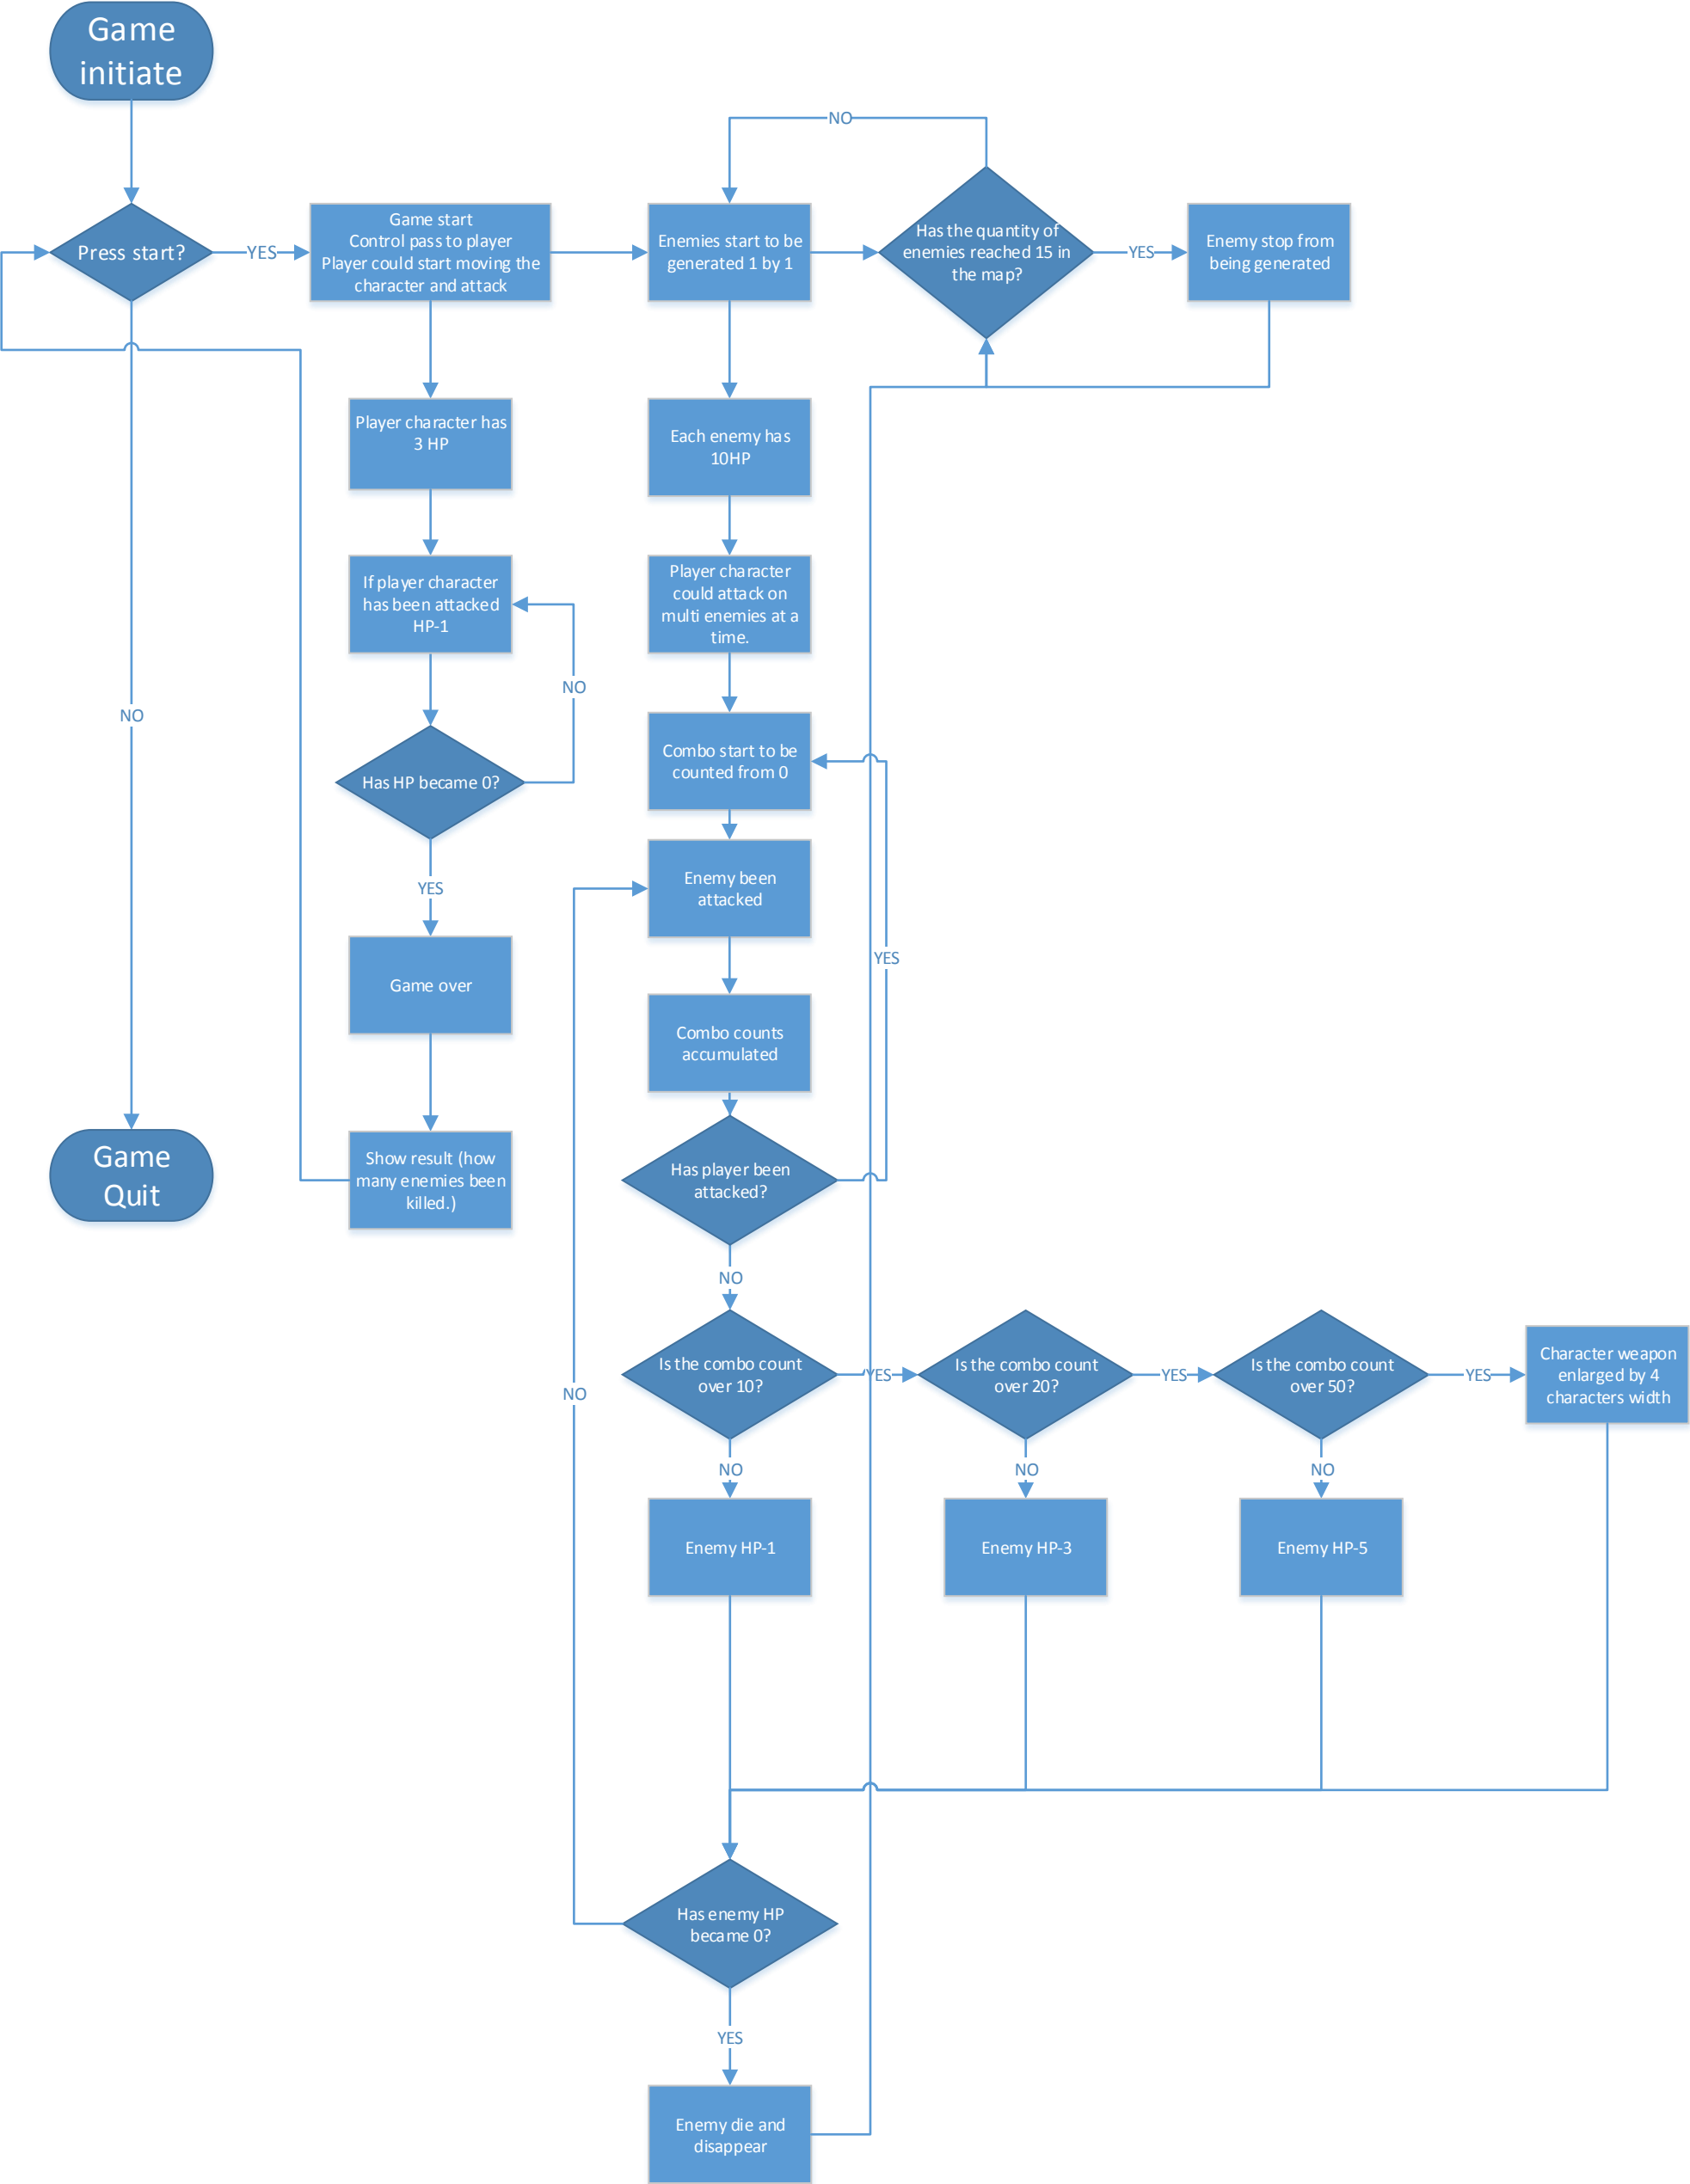 Game
initiate
NO
Press start?
YES
Game start
Control pass to player
Player could start moving the
character and attack
Enemies start to be
generated 1 by 1
Has the quantity of
enemies reached 15 in
the map?
YES
Enemy stop from
being generated
Player character has
3 HP
Each enemy has
10HP
If player character
has been attacked
HP-1
Player character
could attack on
multi enemies at a
time.
NO
NO
Combo start to be
counted from 0
Has HP became 0?
YES
Enemy been
attacked
YES
Game over
Combo counts
accumulated
Game
Quit
Show result (how
many enemies been
killed.)
Has player been
attacked?
NO
Is the combo count
over 10?
YES
Is the combo count
over 20?
YES
Is the combo count
over 50?
YES
Character weapon
enlarged by 4
characters width
NO
NO
NO
NO
Enemy HP-1
Enemy HP-3
Enemy HP-5
Has enemy HP
became 0?
YES
Enemy die and
disappear